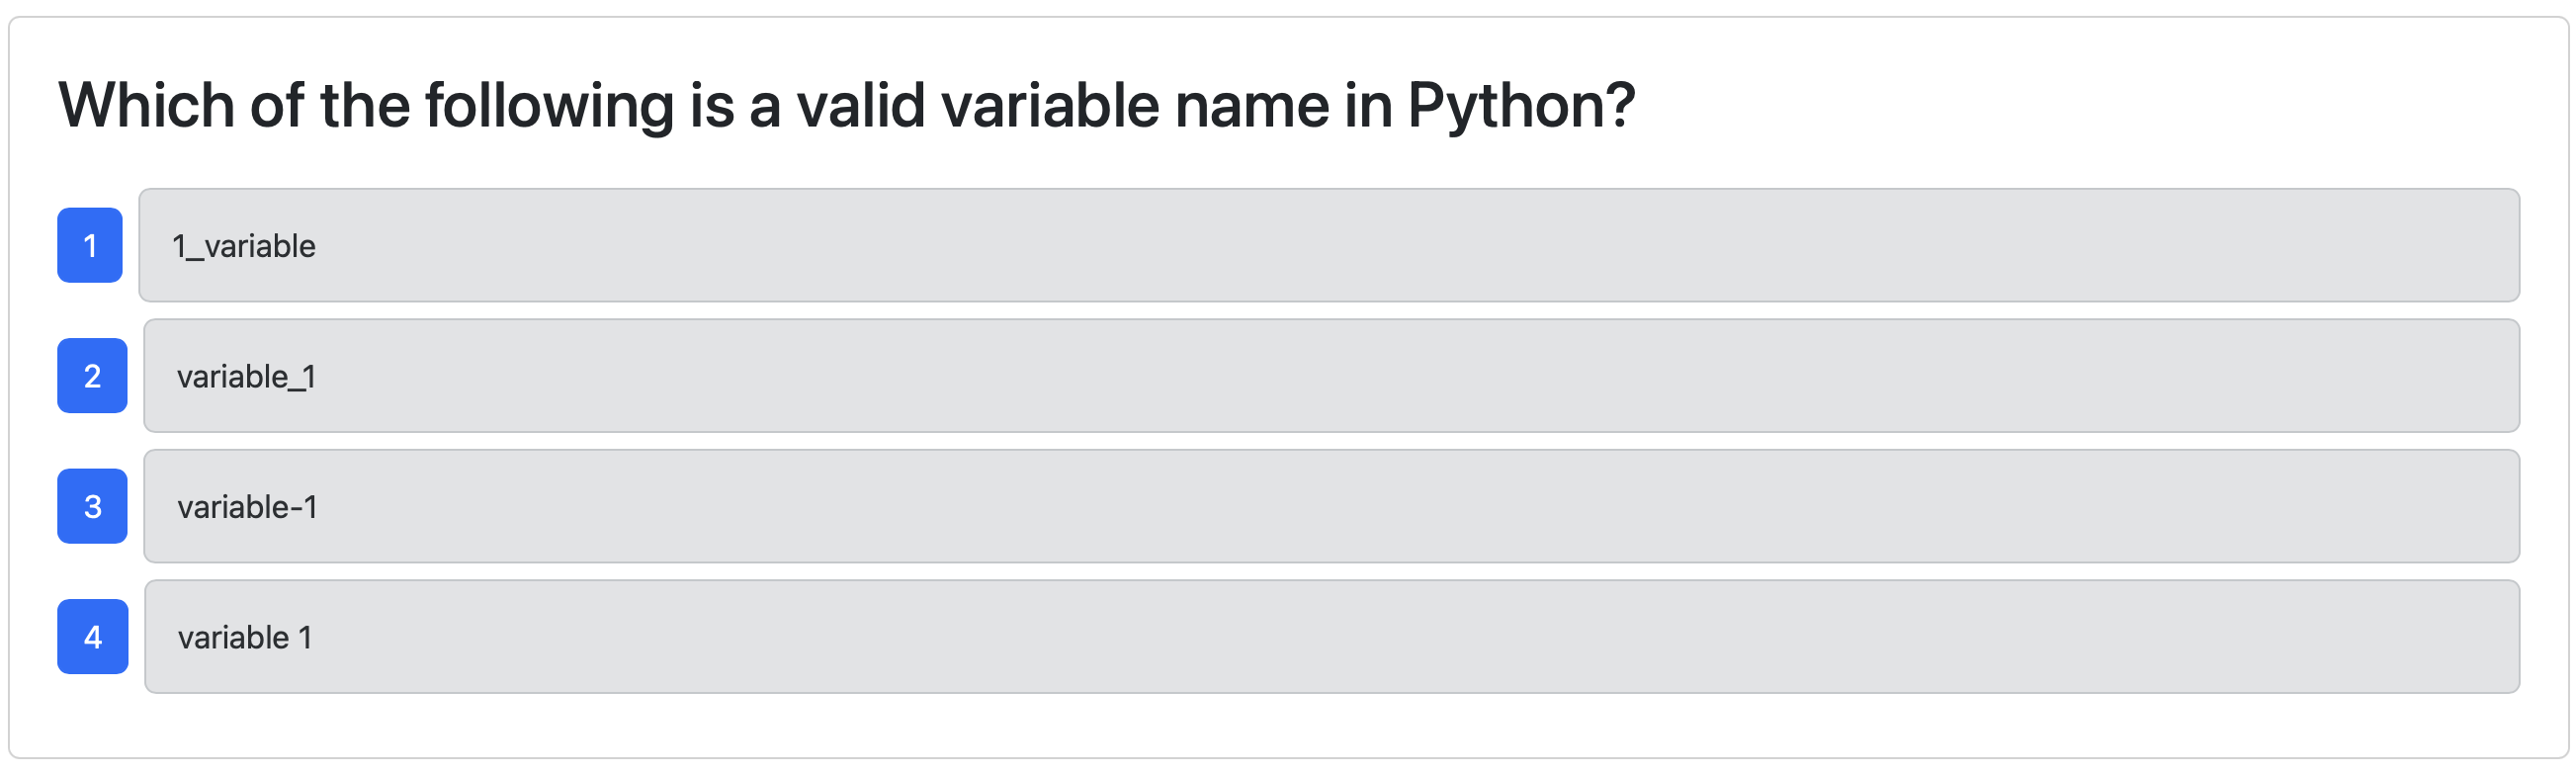 Which of the following is a valid variable name in Python?
1 1_variable
2 variable_1
3 variable-1
4 variable 1